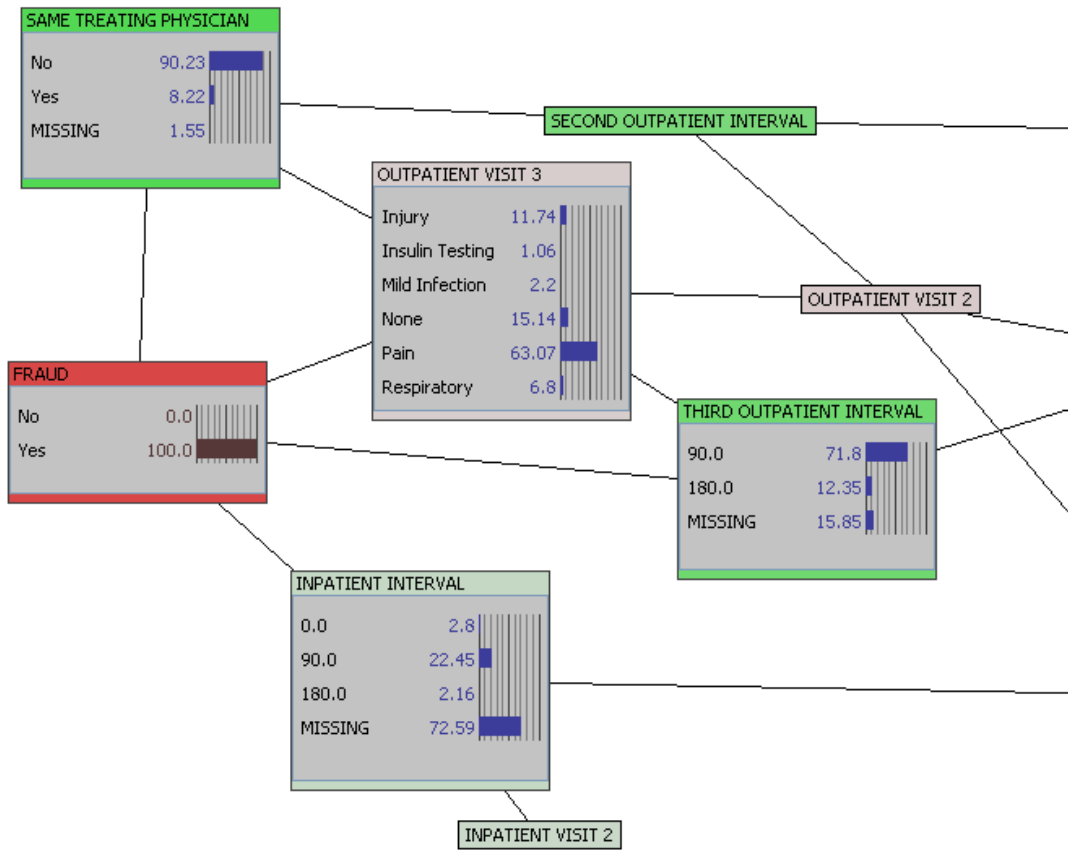 SAME TREATING PHYSICIAN
No 90.23
Yes 8.22
MISSING 1.55
SECOND OUTPATIENT INTERVAL
OUTPATIENT VISIT 3
Injury 11.74
Insulin Testing 1.06
Mild Infection 2.2
None 15.14
Pain 63.07
Respiratory 6.8
OUTPATIENT VISIT 2
FRAUD
No 0.0
Yes 100.0
THIRD OUTPATIENT INTERVAL
90.0 71.8
180.0 12.35
MISSING 15.85
INPATIENT INTERVAL
0.0 2.8
90.0 22.45
180.0 2.16
MISSING 72.59
INPATIENT VISIT 2